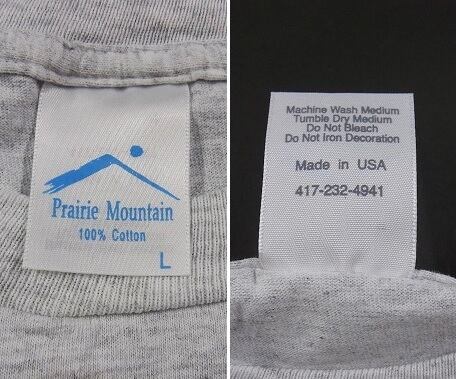 Prairie Mountain
100% Cotton
L
Machine Wash Medium
Tumble Dry Medium
Do Not Bleach
Do Not Iron Decoration
Made in USA
417-232-4941